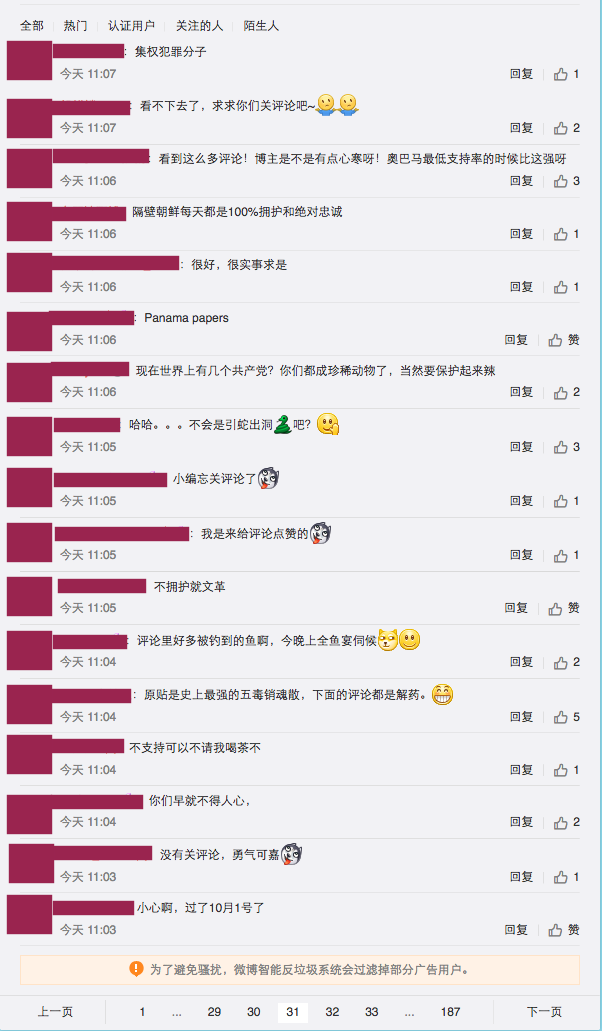 全部 热门 认证用户 关注的人 陌生人
：集权犯罪分子
今天 11:07 回复 1
：看不下去了，求求你们关评论吧~
今天 11:07 回复 2
：看到这么多评论！博主是不是有点心寒呀！奥巴马最低支持率的时候比这强呀
今天 11:06 回复 3
隔壁朝鲜每天都是100%拥护和绝对忠诚
今天 11:06 回复 1
：很好，很实事求是
今天 11:06 回复 1
：Panama papers
今天 11:06 回复 赞
现在世界上有几个共产党？你们都成珍稀动物了，当然要保护起来辣
今天 11:06 回复 2
：哈哈。。。不会是引蛇出洞吧？
今天 11:05 回复 3
小编忘关评论了
今天 11:05 回复 1
：我是来给评论点赞的
今天 11:05 回复 1
不拥护就文革
今天 11:05 回复 赞
：评论里好多被钓到的鱼啊，今晚上全鱼宴伺候
今天 11:04 回复 2
：原贴是史上最强的五毒销魂散，下面的评论都是解药。
今天 11:04 回复 5
不支持可以不请我喝茶不
今天 11:04 回复 1
你们早就不得人心，
今天 11:04 回复 2
没有关评论，勇气可嘉
今天 11:03 回复 1
小心啊，过了10月1号了
今天 11:03 回复 赞
为了避免骚扰，微博智能反垃圾系统会过滤掉部分广告用户。
上一页 1 ... 29 30 31 32 33 ... 187 下一页